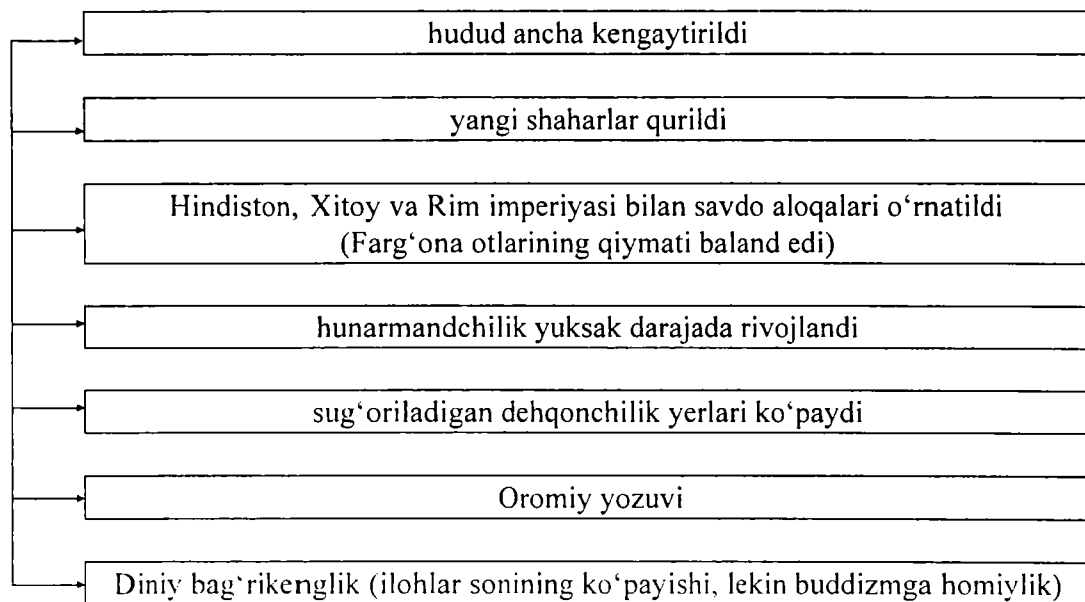 hudud ancha kengaytirildi
yangi shaharlar qurildi
Hindiston, Xitoy va Rim imperiyasi bilan savdo aloqalari o‘rnatildi
(Farg‘ona otlarining qiymati baland edi)
hunarmandchilik yuksak darajada rivojlandi
sug‘oriladigan dehqonchilik yerlari ko‘paydi
Oromiy yozuvi
Diniy bag‘rikenglik (ilohlar sonining ko‘payishi, lekin buddizmga homiylik)